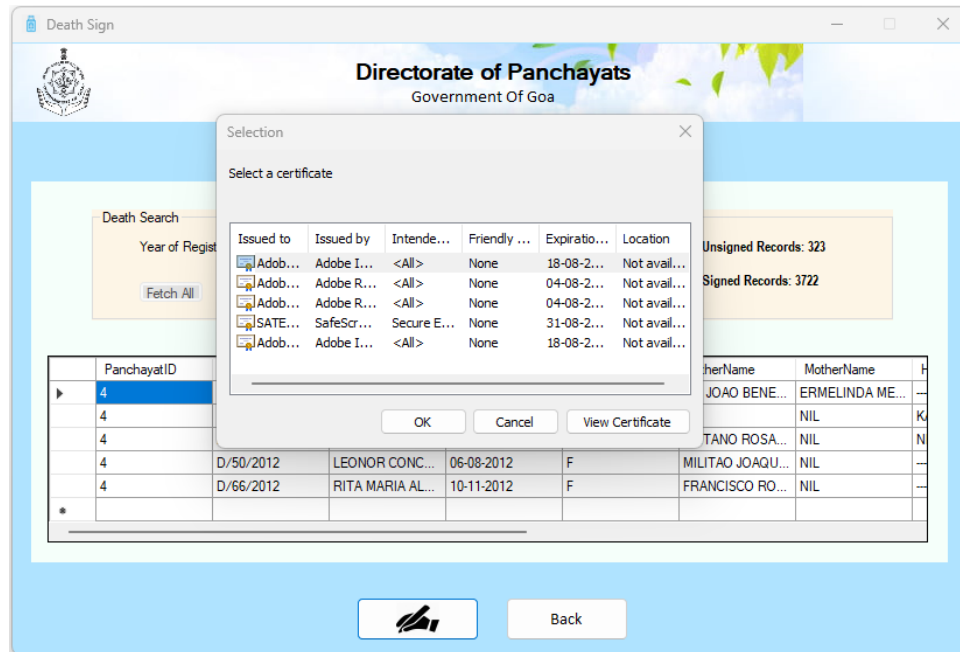 Death Sign
Directorate of Panchayats
Government Of Goa
Selection
Select a certificate
Issued to Issued by Intende... Friendly ... Expiratio... Location
Adob... Adobe I... <All> None 18-08-2... Not avail...
Adob... Adobe R... <All> None 04-08-2... Not avail...
Adob... Adobe R... <All> None 04-08-2... Not avail...
SATE... SafeScr... Secure E... None 31-08-2... Not avail...
Adob... Adobe I... <All> None 18-08-2... Not avail...
OK Cancel View Certificate
Death Search
Year of Regist
Unsigned Records: 323
Fetch All
Signed Records: 3722
PanchayatID therName MotherName H
4 JOAO BENE... ERMELINDA ME... ---
4 NIL K
4 TANO ROSA... NIL N
4 D/50/2012 LEONOR CONC... 06-08-2012 F MILITAO JOAQU... NIL ---
4 D/66/2012 RITA MARIA AL... 10-11-2012 F FRANCISCO RO... NIL ---
Back